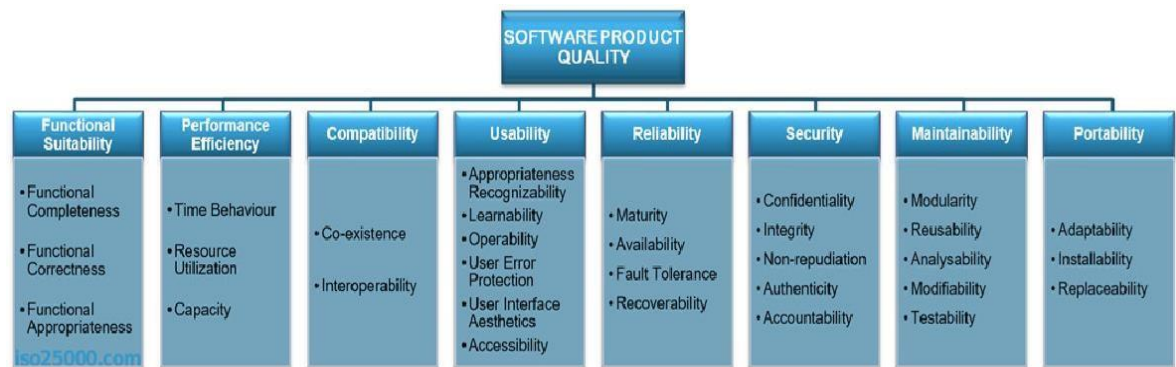 SOFTWARE PRODUCT
QUALITY
Functional
Suitability
• Functional
Completeness
• Functional
Correctness
• Functional
Appropriateness
Performance
Efficiency
• Time Behaviour
• Resource
Utilization
• Capacity
Compatibility
• Co-existence
• Interoperability
Usability
• Appropriateness
Recognizability
• Learnability
• Operability
• User Error
Protection
• User Interface
Aesthetics
• Accessibility
Reliability
• Maturity
• Availability
• Fault Tolerance
• Recoverability
Security
• Confidentiality
• Integrity
• Non-repudiation
• Authenticity
• Accountability
Maintainability
• Modularity
• Reusability
• Analysability
• Modifiability
• Testability
Portability
• Adaptability
• Installability
• Replaceability
iso25000.com